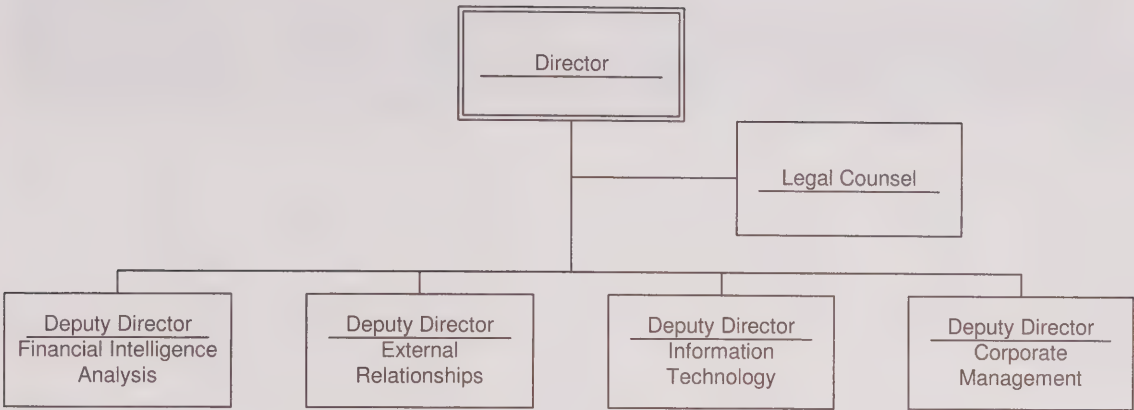 Director
Legal Counsel
Deputy Director
Financial Intelligence
Analysis
Deputy Director
External
Relationships
Deputy Director
Information
Technology
Deputy Director
Corporate
Management